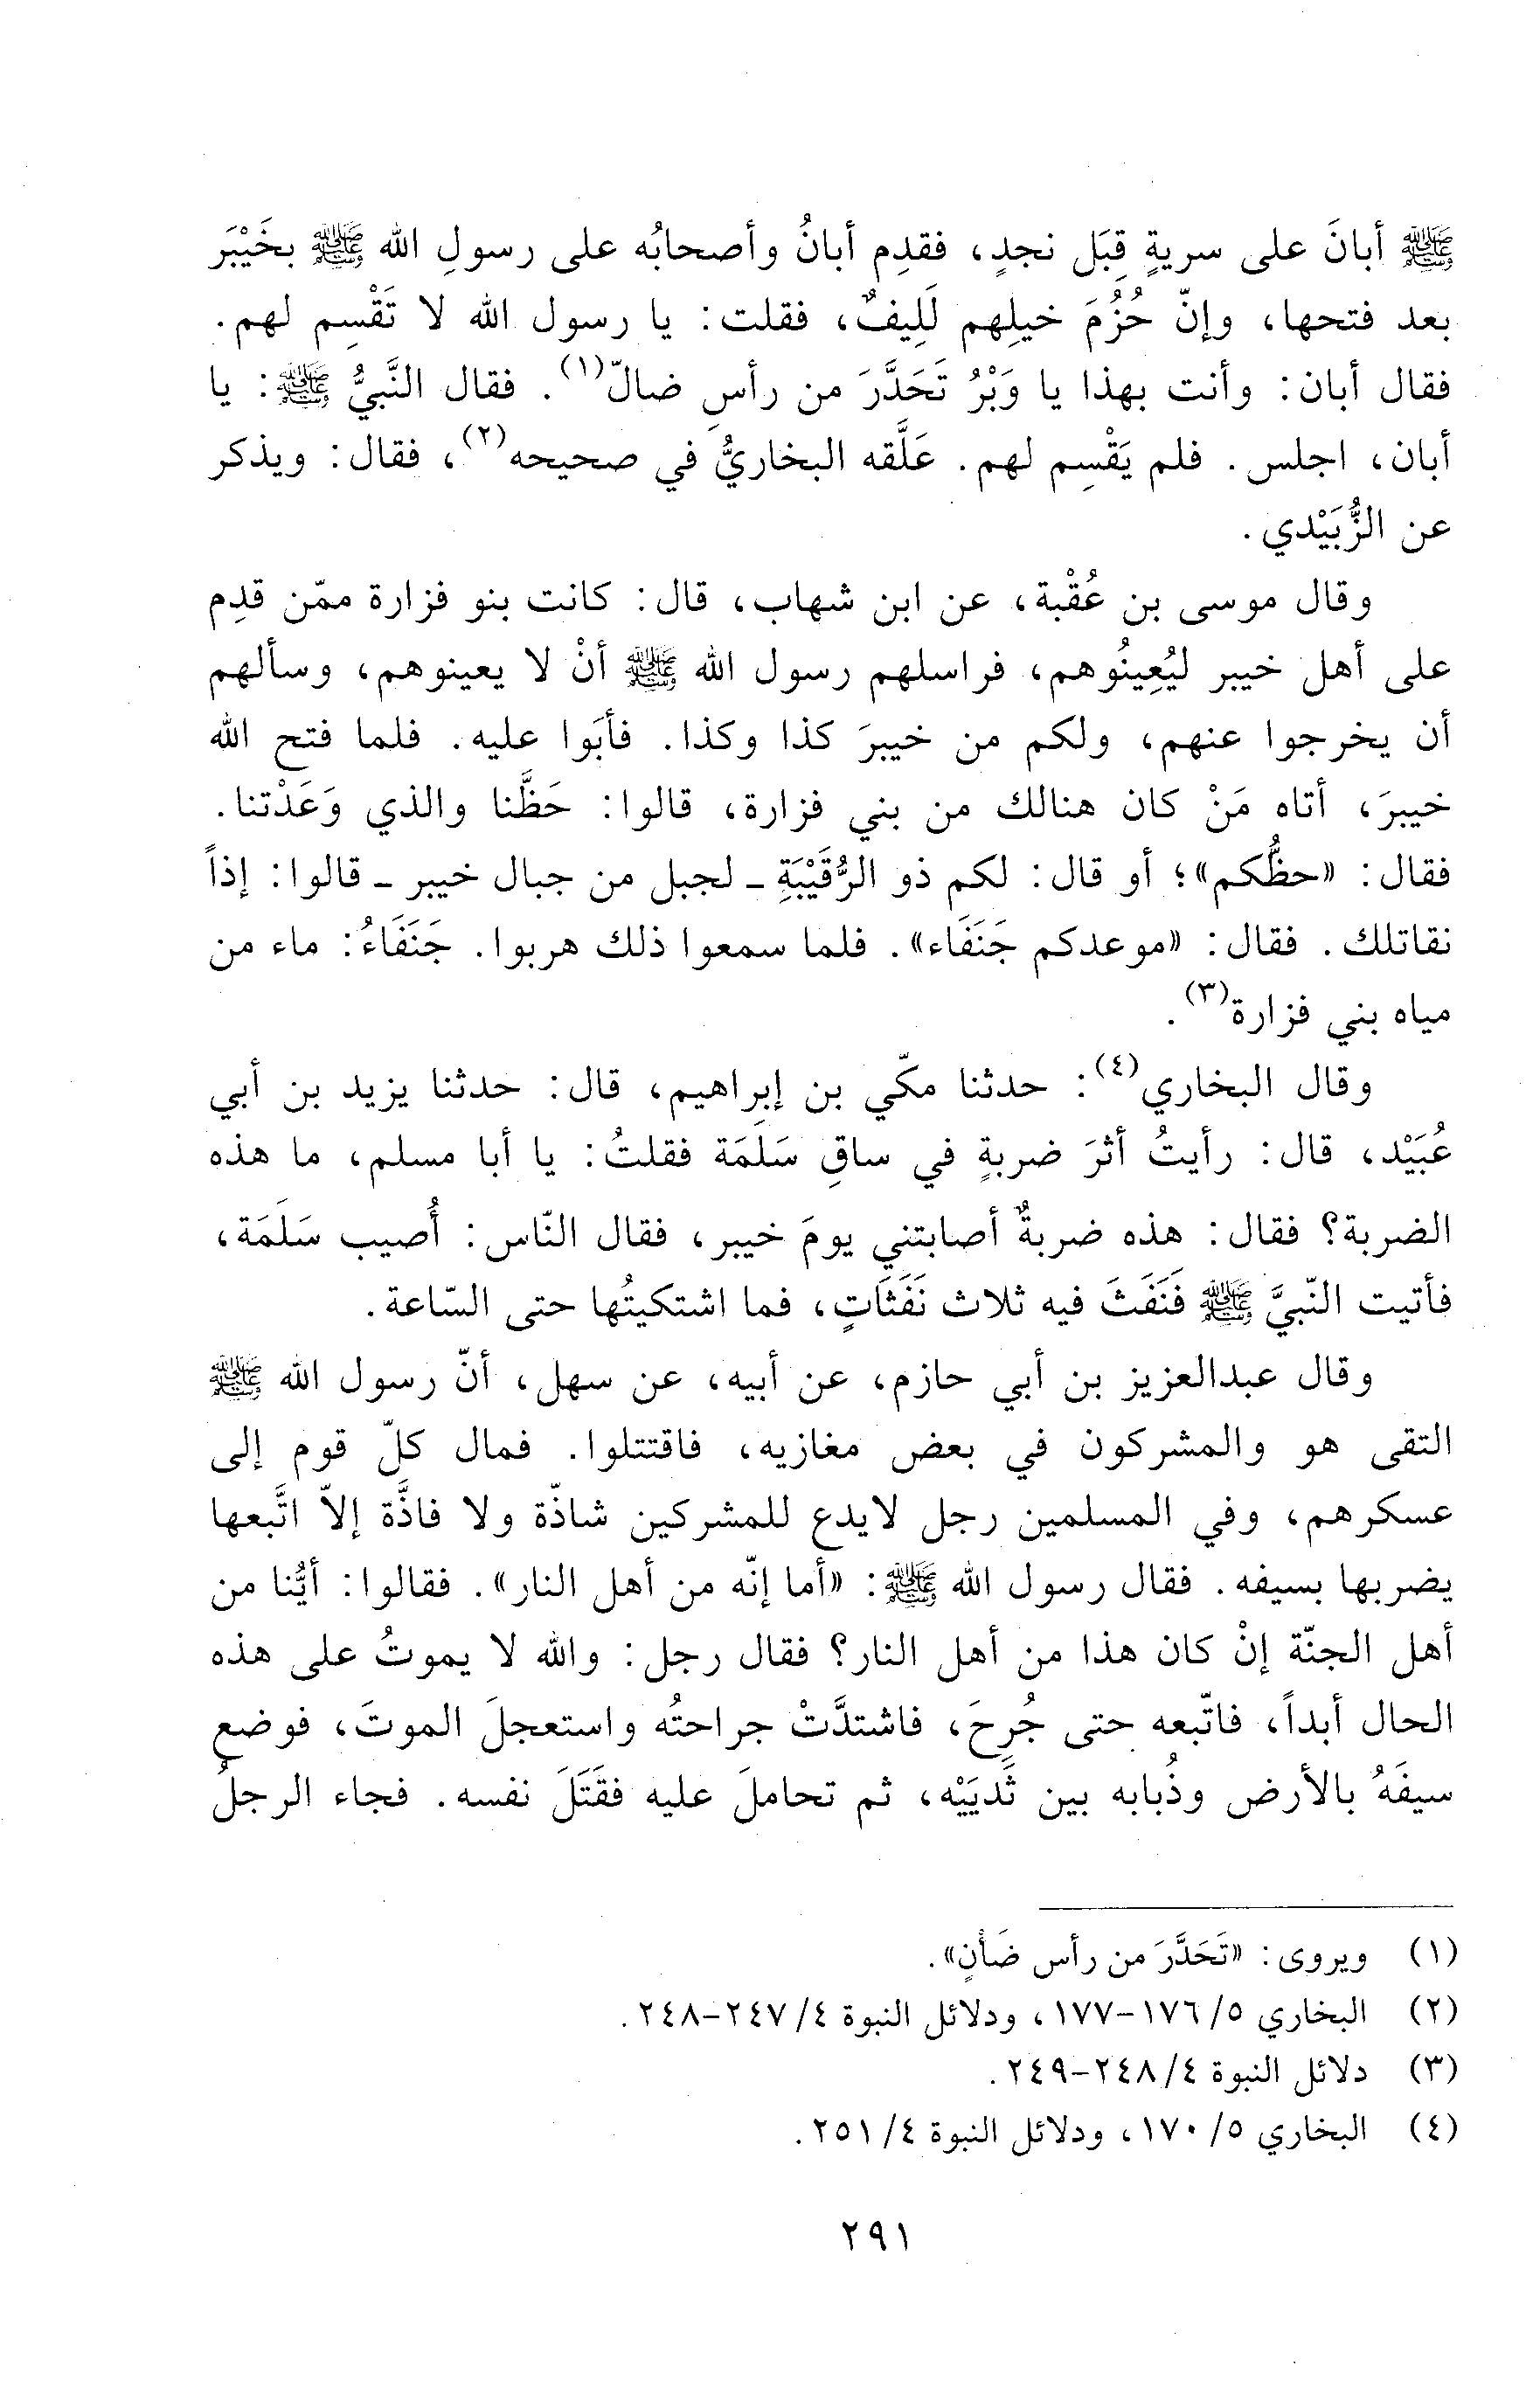 ﷺ أبانَ على سريةٍ قِبَل نجدٍ، فقدِم أبانُ وأصحابُه على رسولِ الله ﷺ بخَيْبَر
بعد فتحها، وإنّ حُزُمَ خيلِهم لَلِيفٌ، فقلت: يا رسول الله لا تَقْسِم لهم.
فقال أبان: وأنت بهذا يا وَبْرُ تَحَدَّرَ من رأسِ ضالّ(١). فقال النَّبيُّ ﷺ: يا
أبان، اجلس. فلم يَقْسِم لهم. عَلَّقه البخاريُّ في صحيحه(٢)، فقال: ويذكر
عن الزُّبَيْدي.
وقال موسى بن عُقْبة، عن ابن شهاب، قال: كانت بنو فزارة ممّن قدِم
على أهل خيبر ليُعِينُوهم، فراسلهم رسول الله ﷺ أنْ لا يعينوهم، وسألهم
أن يخرجوا عنهم، ولكم من خيبرَ كذا وكذا. فأبَوا عليه. فلما فتح الله
خيبرَ، أتاه مَنْ كان هنالك من بني فزارة، قالوا: حَظَّنا والذي وَعَدْتنا.
فقال: «حظُّكم»؛ أو قال: لكم ذو الرُّقَيْبَةِ ـ لجبل من جبال خيبر ـ قالوا: إذاً
نقاتلك. فقال: «موعدكم جَنَفَاء». فلما سمعوا ذلك هربوا. جَنَفَاءُ: ماء من
مياه بني فزارة(٣).
وقال البخاري(٤): حدثنا مكّي بن إبراهيم، قال: حدثنا يزيد بن أبي
عُبَيْد، قال: رأيتُ أثرَ ضربةٍ في ساقِ سَلَمَة فقلتُ: يا أبا مسلم، ما هذه
الضربة؟ فقال: هذه ضربةٌ أصابتني يومَ خيبر، فقال النّاس: أُصيب سَلَمَة،
فأتيت النّبيَّ ﷺ فَنَفَثَ فيه ثلاث نَفَثَاتٍ، فما اشتكيتُها حتى السّاعة.
وقال عبدالعزيز بن أبي حازم، عن أبيه، عن سهل، أنّ رسول الله ﷺ
التقى هو والمشركون في بعض مغازيه، فاقتتلوا. فمال كلّ قوم إلى
عسكرهم، وفي المسلمين رجل لايدع للمشركين شاذّة ولا فاذَّة إلاّ اتَّبعها
يضربها بسيفه. فقال رسول الله ﷺ: «أما إنّه من أهل النار». فقالوا: أيُّنا من
أهل الجنّة إنْ كان هذا من أهل النار؟ فقال رجل: والله لا يموتُ على هذه
الحال أبداً، فاتّبعه حتى جُرِحَ، فاشتدَّتْ جراحتُه واستعجلَ الموتَ، فوضع
سيفَهُ بالأرض وذُبابه بين ثَديَيْه، ثم تحاملَ عليه فقَتَلَ نفسه. فجاء الرجلُ
(١) ويروى: «تَحَدَّرَ من رأس ضَأنٍ».
(٢) البخاري ٥/ ١٧٦-١٧٧، ودلائل النبوة ٤/ ٢٤٧-٢٤٨.
(٣) دلائل النبوة ٤/ ٢٤٨-٢٤٩.
(٤) البخاري ٥/ ١٧٠، ودلائل النبوة ٤/ ٢٥١.
٢٩١